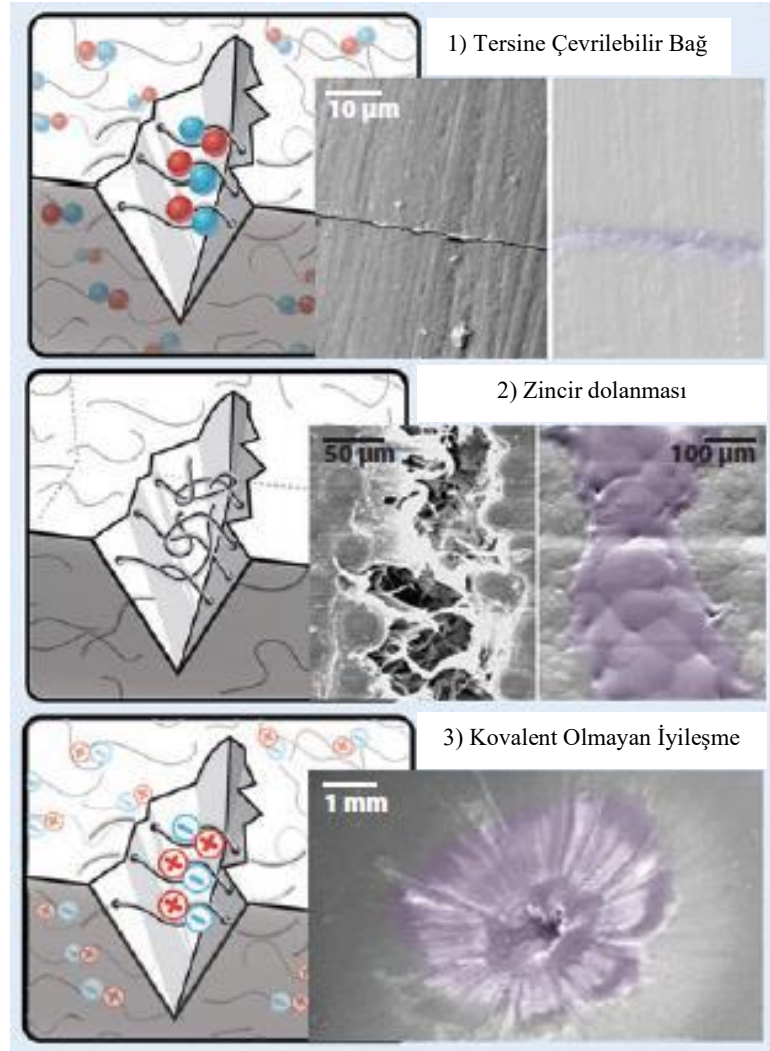 1) Tersine Çevrilebilir Bağ
10 µm
2) Zincir dolanması
50 µm
100 µm
3) Kovalent Olmayan İyileşme
1 mm